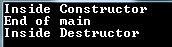 Inside Constructor
End of main
Inside Destructor